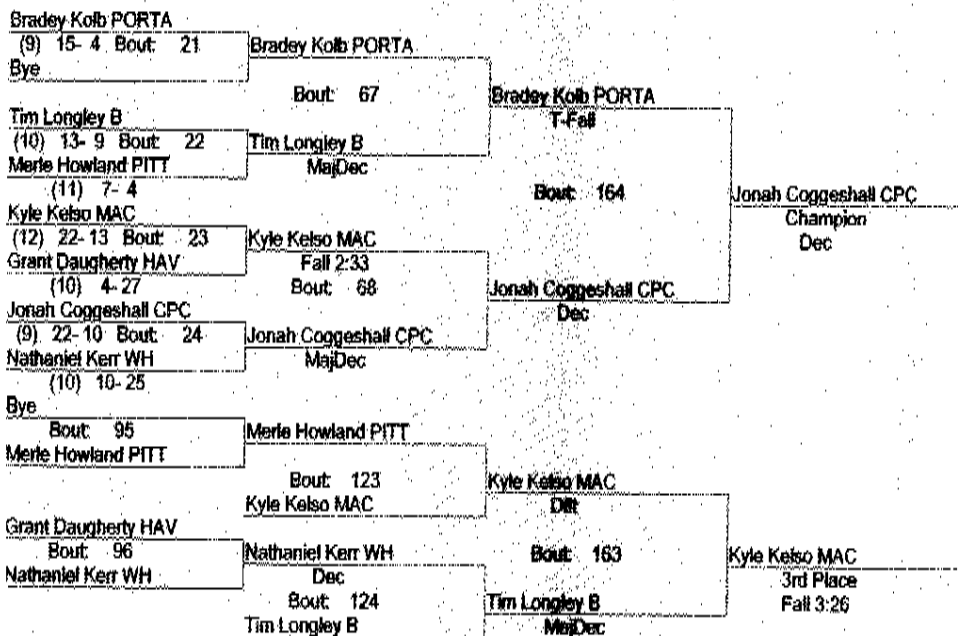 Bradey Kolb PORTA
(9) 15- 4 Bout: 21
Bye
Bradey Kolb PORTA
Bout: 67
Bradey Kolb PORTA
T-Fall
Tim Longley B
(10) 13- 9 Bout: 22
Merle Howland PITT
(11) 7- 4
Tim Longley B
MajDec
Bout: 164
Jonah Coggeshall CPC
Champion
Dec
Kyle Kelso MAC
(12) 22- 13 Bout: 23
Grant Daugherty HAV
(10) 4-27
Kyle Kelso MAC
Fall 2:33
Bout: 68
Jonah Coggeshall CPC
Dec
Jonah Coggeshall CPC
(9) 22- 10 Bout: 24
Nathaniel Kerr WH
(10) 10- 25
Jonah Coggeshall CPC
MajDec
Bye
Bout: 95
Merle Howland PITT
Merle Howland PITT
Bout: 123
Kyle Kelso MAC
Kyle Kelso MAC
Dflt
Grant Daugherty HAV
Bout: 96
Nathaniel Kerr WH
Nathaniel Kerr WH
Dec
Bout: 124
Tim Longley B
Bout: 163
Tim Longley B
MajDec
Kyle Kelso MAC
3rd Place
Fall 3:26